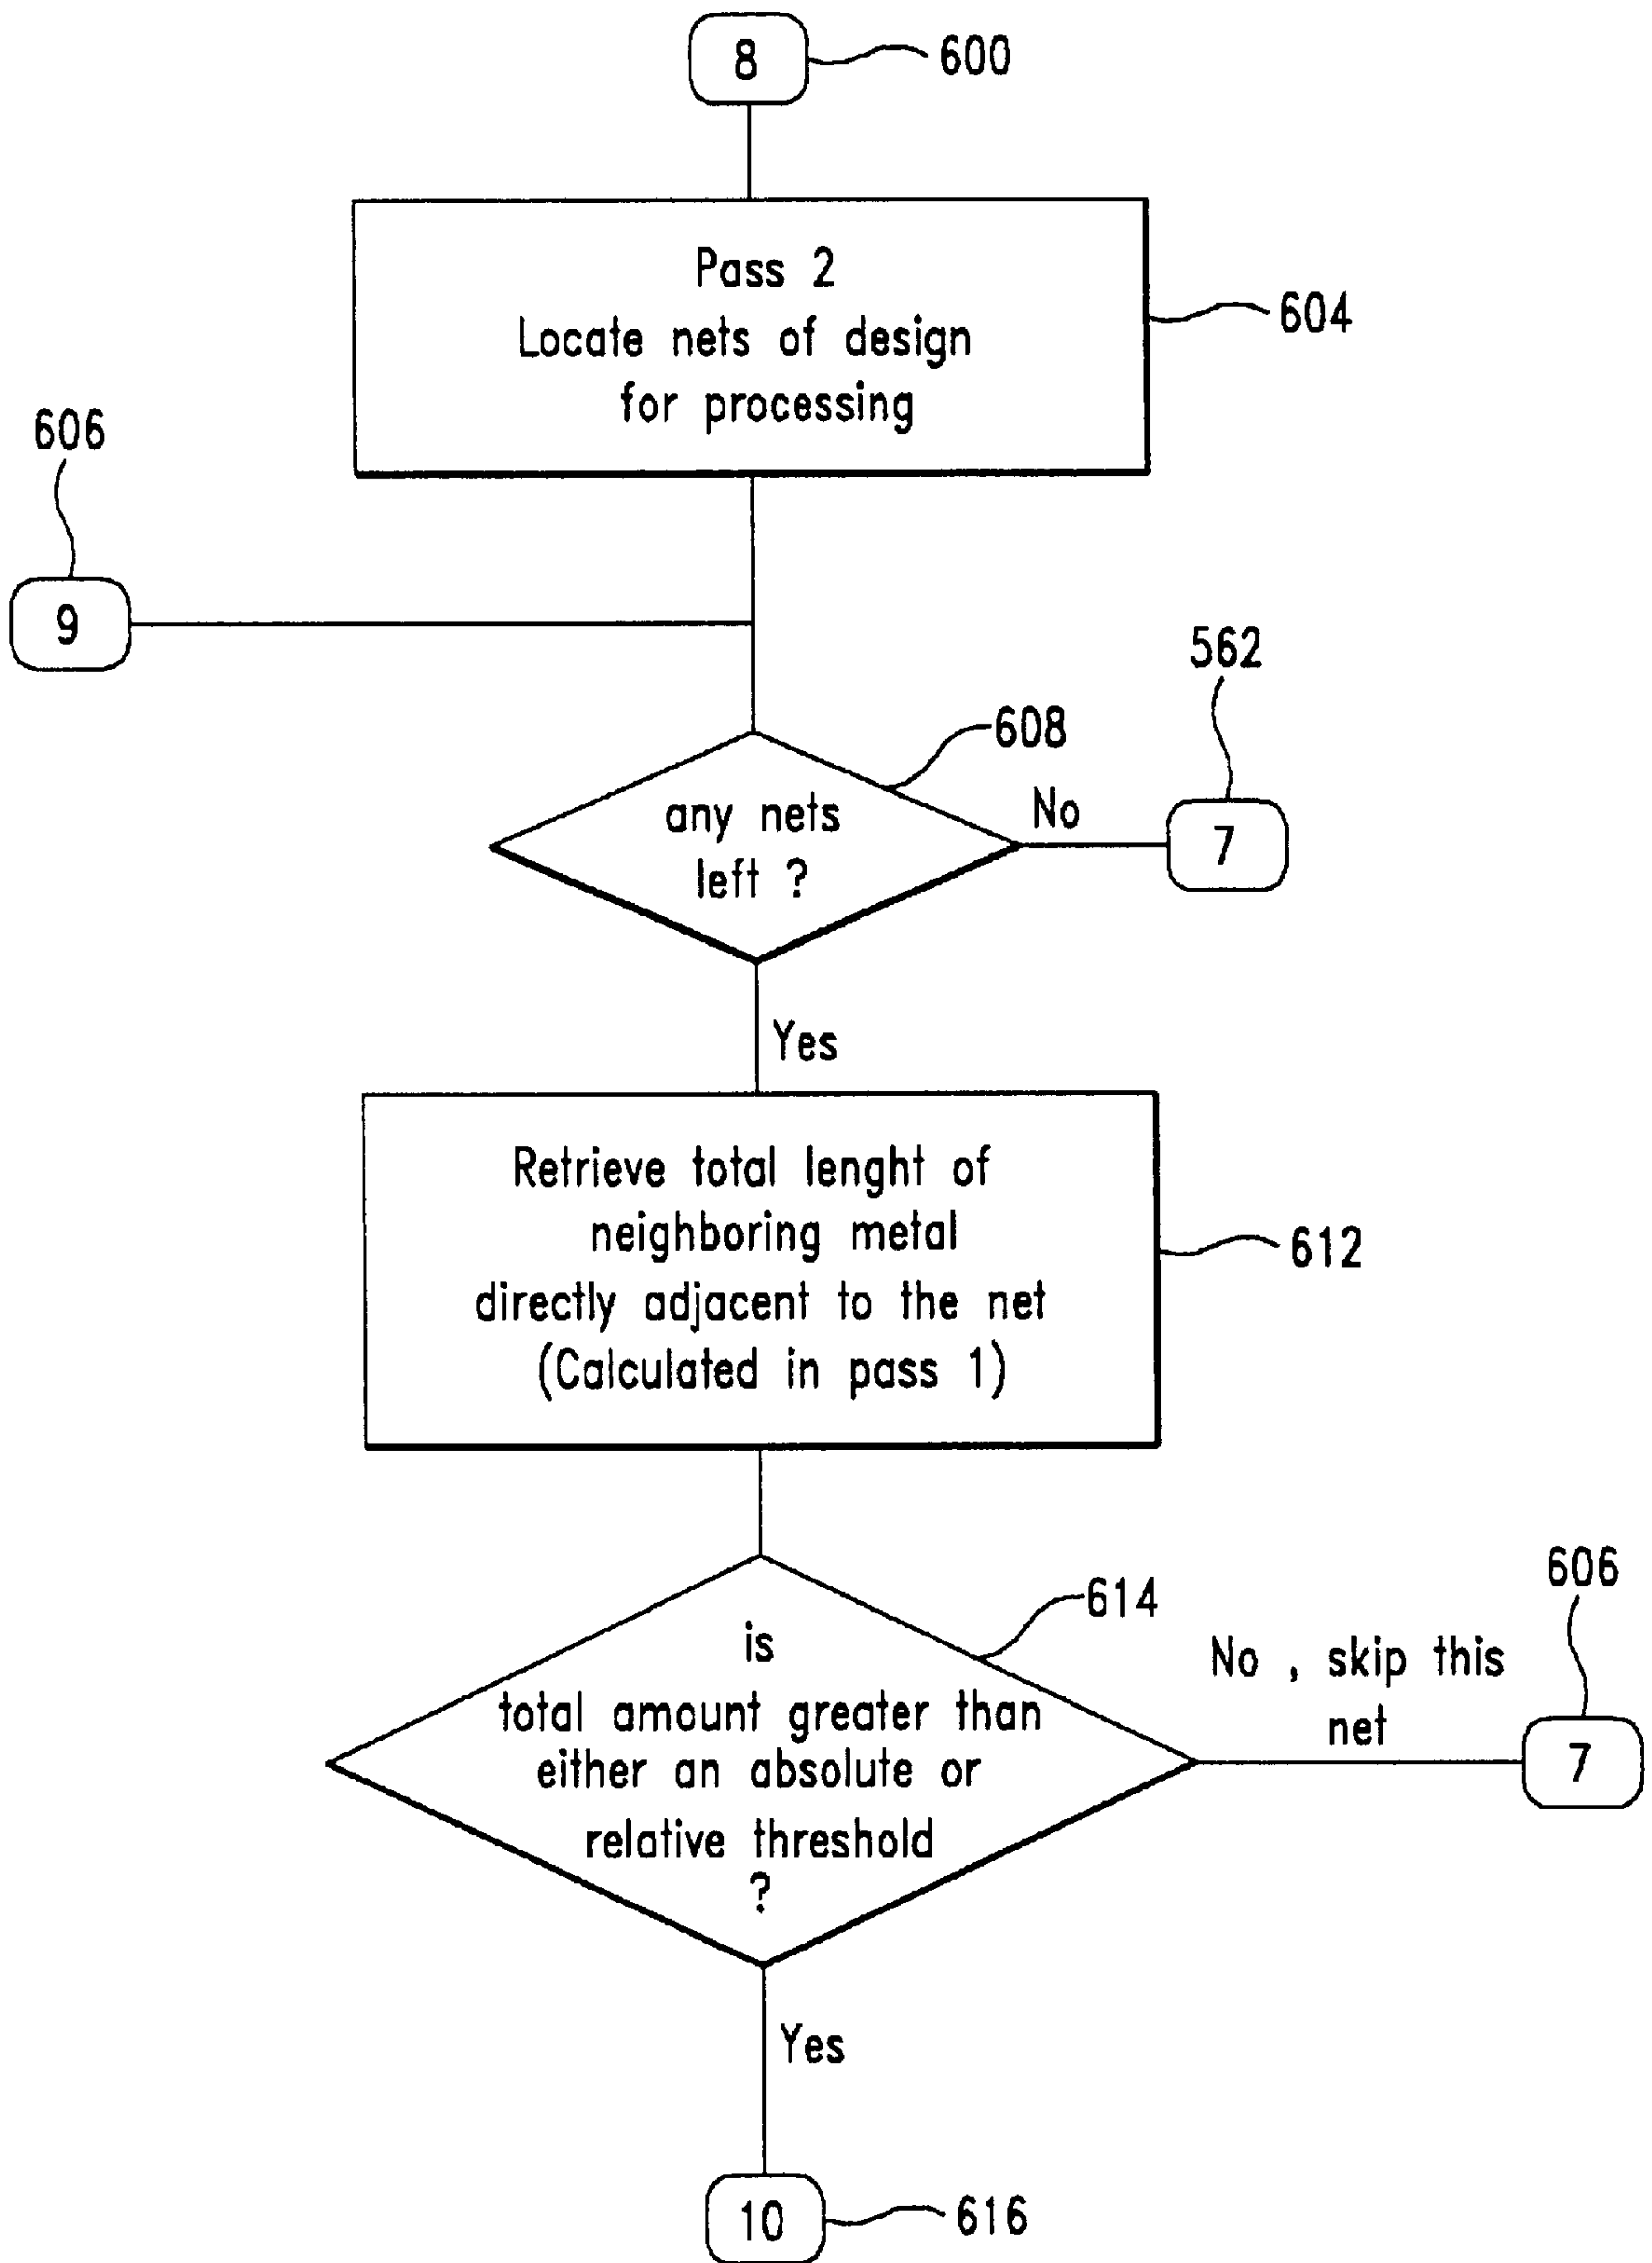 8
600
Pass 2
Locate nets of design
for processing
604
606
9
562
608
any nets
left ?
No
7
Yes
Retrieve total lenght of
neighboring metal
directly adjacent to the net
(Calculated in pass 1)
612
606
614
is
total amount greater than
either an absolute or
relative threshold
?
No , skip this
net
7
Yes
10
616